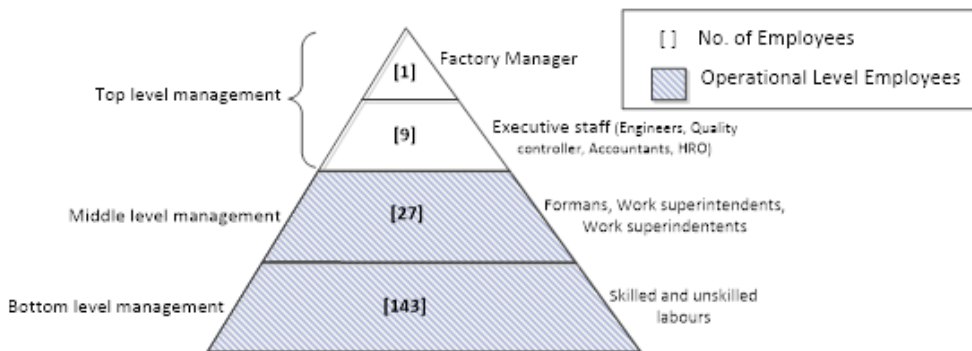 [ ] No. of Employees
Operational Level Employees
Top level management
[1]
Factory Manager
[9]
Executive staff (Engineers, Quality
controller, Accountants, HRO)
Middle level management
[27]
Formans, Work superintendents,
Work superindentents
Bottom level management
[143]
Skilled and unskilled
labours